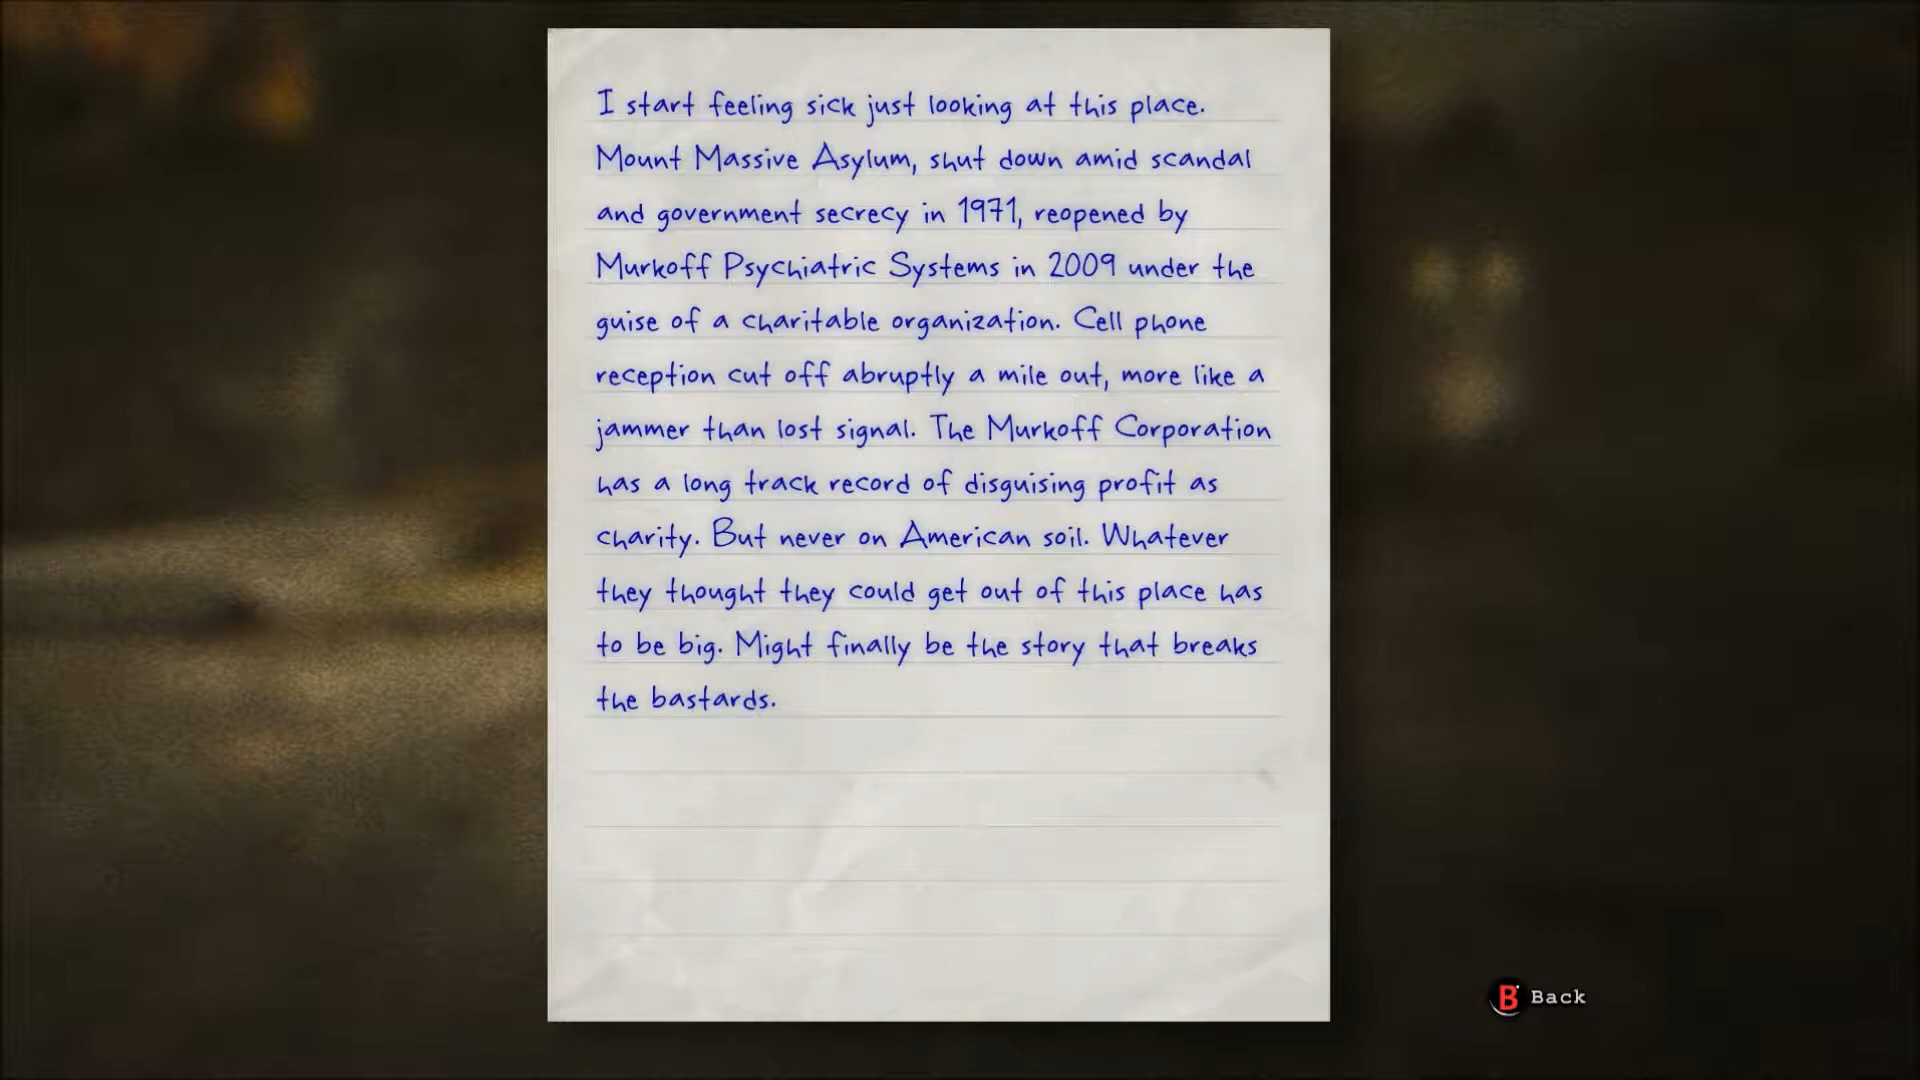 I start feeling sick just looking at this place.
Mount Massive Asylum, shut down amid scandal
and government secrecy in 1971, reopened by
Murkoff Psychiatric Systems in 2009 under the
guise of a charitable organization. Cell phone
reception cut off abruptly a mile out, more like a
jammer than lost signal. The Murkoff Corporation
has a long track record of disguising profit as
charity. But never on American soil. Whatever
they thought they could get out of this place has
to be big. Might finally be the story that breaks
the bastards.
B Back